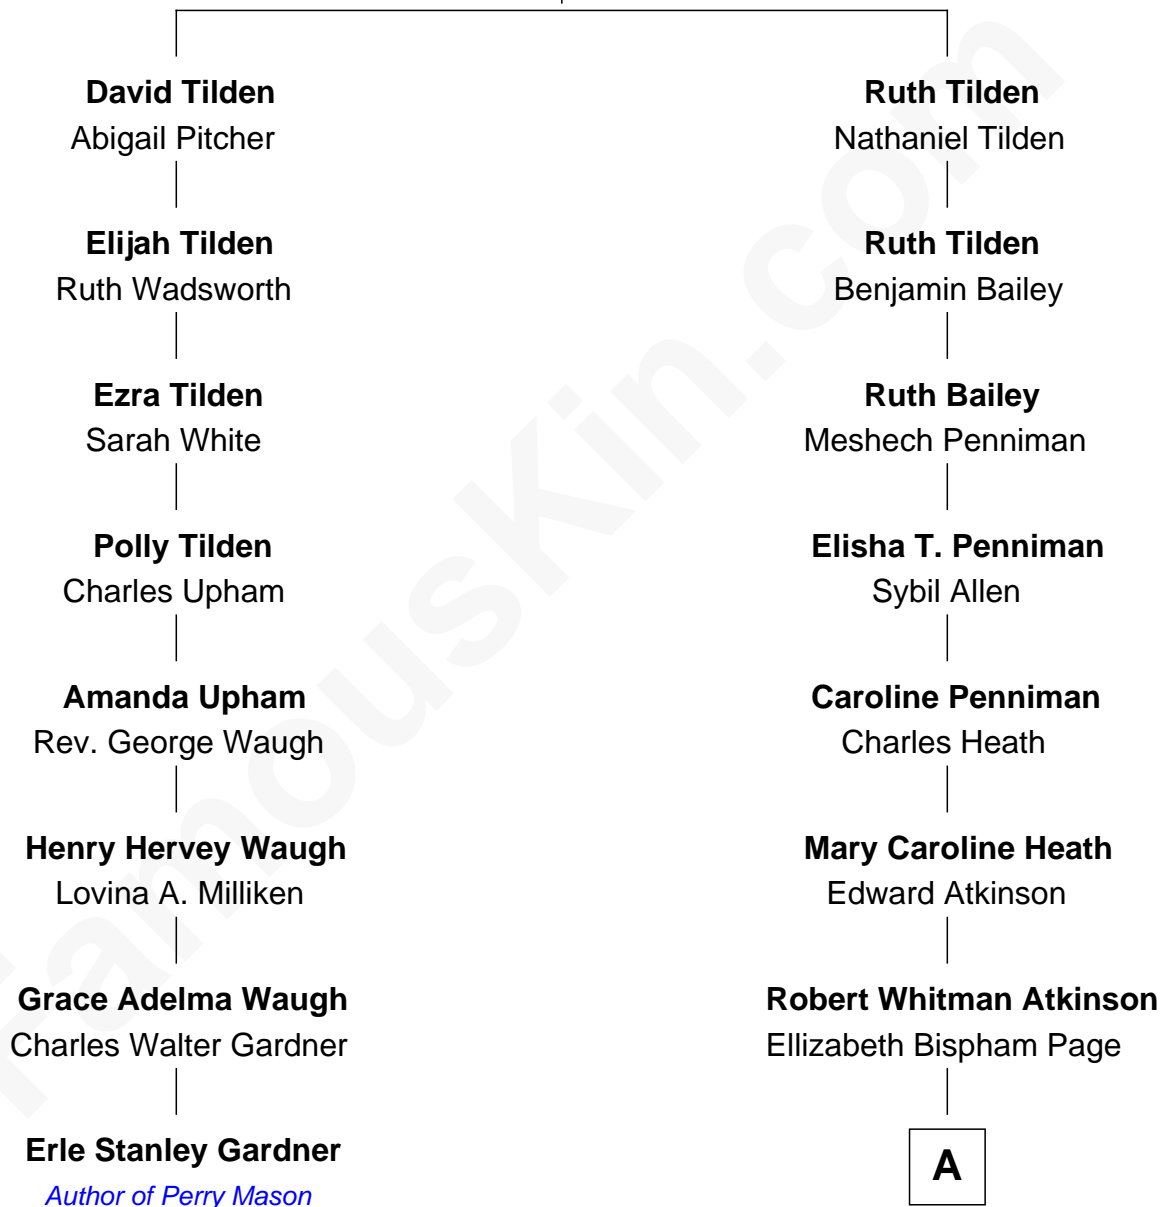 David Tilden
Abigail Pitcher
Ruth Tilden
Nathaniel Tilden
Elijah Tilden
Ruth Wadsworth
Ruth Tilden
Benjamin Bailey
Ezra Tilden
Sarah White
Ruth Bailey
Meshech Penniman
Polly Tilden
Charles Upham
Elisha T. Penniman
Sybil Allen
Amanda Upham
Rev. George Waugh
Caroline Penniman
Charles Heath
Henry Hervey Waugh
Lovina A. Milliken
Mary Caroline Heath
Edward Atkinson
Grace Adelma Waugh
Charles Walter Gardner
Robert Whitman Atkinson
Ellizabeth Bispham Page
Erle Stanley Gardner
Author of Perry Mason
A
FamousKin.com